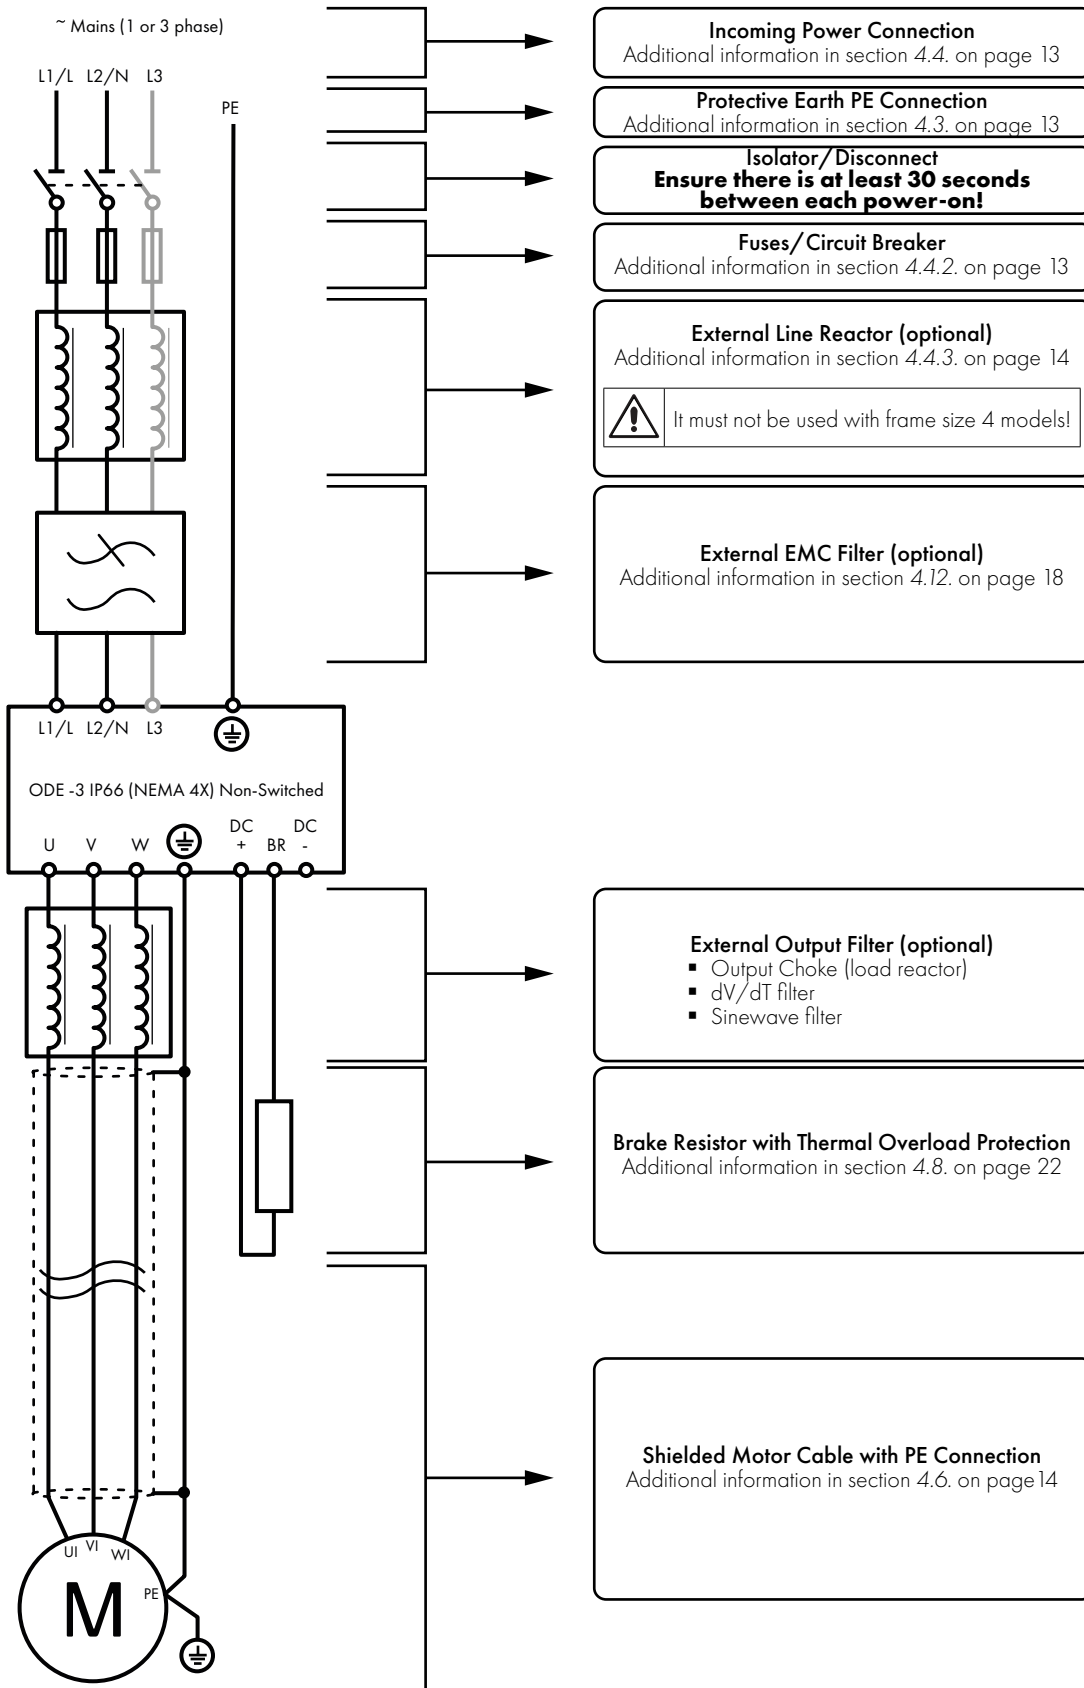 ~ Mains (1 or 3 phase)
L1/L L2/N L3
PE
Incoming Power Connection
Additional information in section 4.4. on page 13
Protective Earth PE Connection
Additional information in section 4.3. on page 13
Isolator/Disconnect
Ensure there is at least 30 seconds
between each power-on!
Fuses/Circuit Breaker
Additional information in section 4.4.2. on page 13
External Line Reactor (optional)
Additional information in section 4.4.3. on page 14
It must not be used with frame size 4 models!
External EMC Filter (optional)
Additional information in section 4.12. on page 18
L1/L L2/N L3
ODE -3 IP66 (NEMA 4X) Non-Switched
U V W DC + BR DC -
External Output Filter (optional)
▪ Output Choke (load reactor)
▪ dV/dT filter
▪ Sinewave filter
Brake Resistor with Thermal Overload Protection
Additional information in section 4.8. on page 22
Shielded Motor Cable with PE Connection
Additional information in section 4.6. on page14
UI VI WI
M
PE